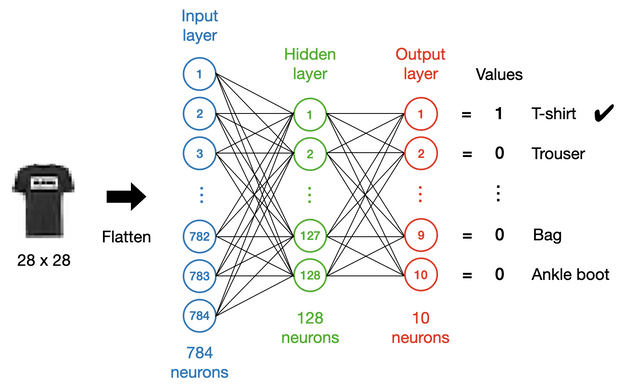 Input
layer
Hidden
layer
Output
layer
Values
1
2
3
⋮
782
783
784
1
2
⋮
127
128
1
2
⋮
9
10
= 1 T-shirt ✔
= 0 Trouser
⋮
= 0 Bag
= 0 Ankle boot
Flatten
28 x 28
784
neurons
128
neurons
10
neurons